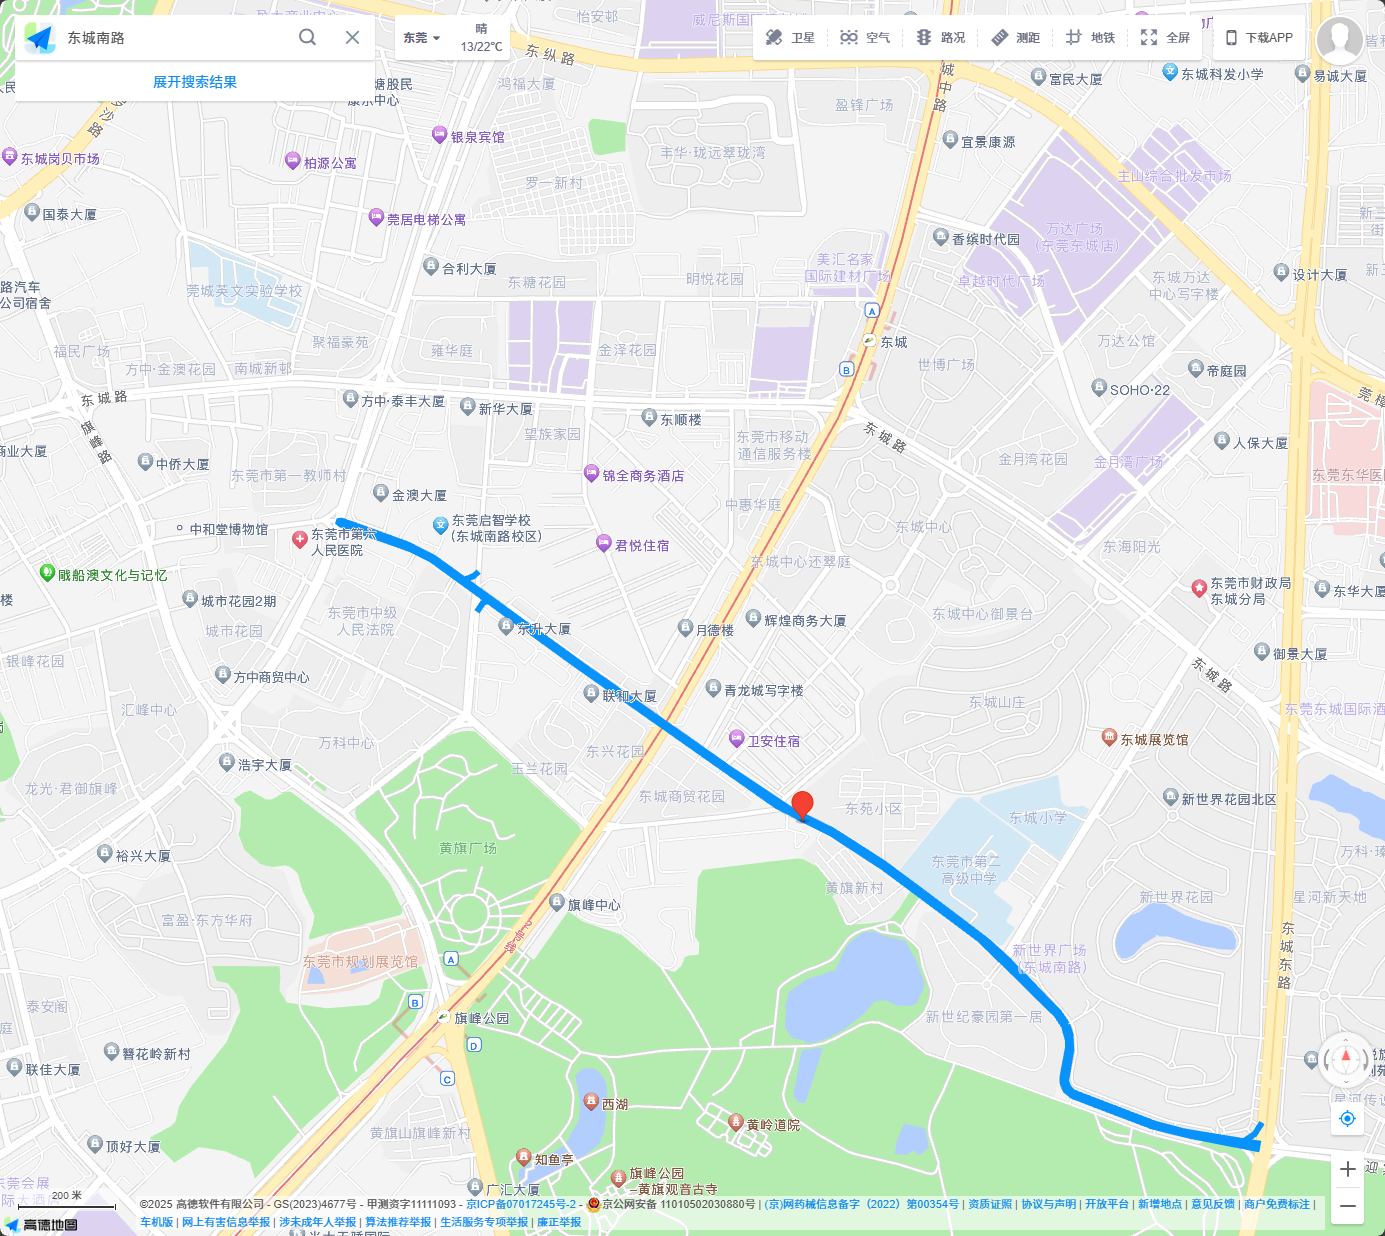 东城南路
展开搜索结果
东莞
晴
13/22℃
卫星
空气
路况
测距
地铁
全屏
下载APP
怡安邨
东纵路
鸿福大厦
银泉宾馆
柏源公寓
东城岗贝市场
国泰大厦
莞居电梯公寓
合利大厦
罗一新村
丰华·珑远翠珑湾
盈锋广场
城中路
富民大厦
东城科发小学
易诚大厦
宜景康源
主山综合批发市场
万达广场
(东莞东城店)
香缤时代园
卓越时代广场
美汇名家
国际建材广场
东城万达
中心写字楼
设计大厦
路汽车
公司宿舍
莞城英文实验学校
东糖花园
明悦花园
聚福豪苑
雍华庭
金泽花园
福民广场
方中·金澳花园
南城新邨
A
东城
B
世博广场
万达公馆
帝庭园
SOHO·22
东城路
方中·泰丰大厦
新华大厦
东顺楼
望族家园
东莞市移动
通信服务楼
东城路
人保大厦
旗峰路
商业大厦
中侨大厦
东莞市第一教师村
金澳大厦
锦全商务酒店
中惠华庭
金月湾花园
金月湾广场
东莞东华医
中和堂博物馆
东莞市第六
人民医院
东莞启智学校
(东城南路校区)
君悦住宿
东城中心
东城中心还翠庭
东海阳光
东莞市财政局
东城分局
东华大厦
戙船澳文化与记忆
城市花园2期
城市花园
东莞市中级
人民法院
东升大厦
月德楼
辉煌商务大厦
东城中心御景台
御景大厦
银峰花园
方中商贸中心
联和大厦
青龙城写字楼
东城山庄
东城路
东莞东城国际酒
汇峰中心
万科中心
东兴花园
卫安住宿
东城展览馆
浩宇大厦
玉兰花园
龙光·君御旗峰
东城商贸花园
东苑小区
东城小学
新世界花园北区
裕兴大厦
黄旗广场
东莞市第二
高级中学
万科·瑧
黄旗新村
新世界花园
星河新天地
富盈·东方华府
旗峰中心
2号线
东莞市规划展览馆
A
新世界广场
(东城南路)
东城东路
泰安阁
B
旗峰公园
新世纪豪园第一居
D
簪花岭新村
联佳大厦
C
西湖
黄旗山旗峰新村
黄岭道院
顶好大厦
知鱼亭
旗峰公园
—黄旗观音古寺
东莞会展
广汇大厦
200 米
高德地图
©2025 高德软件有限公司 - GS(2023)4677号 - 甲测资字11111093 - 京ICP备07017245号-2 - 京公网安备 11010502030880号 | (京)网药械信息备字（2022）第00354号 | 资质证照 | 协议与声明 | 开放平台 | 新增地点 | 意见反馈 | 商户免费标注 |
车机版 | 网上有害信息举报 | 涉未成年人举报 | 算法推荐举报 | 生活服务专项举报 | 廉正举报